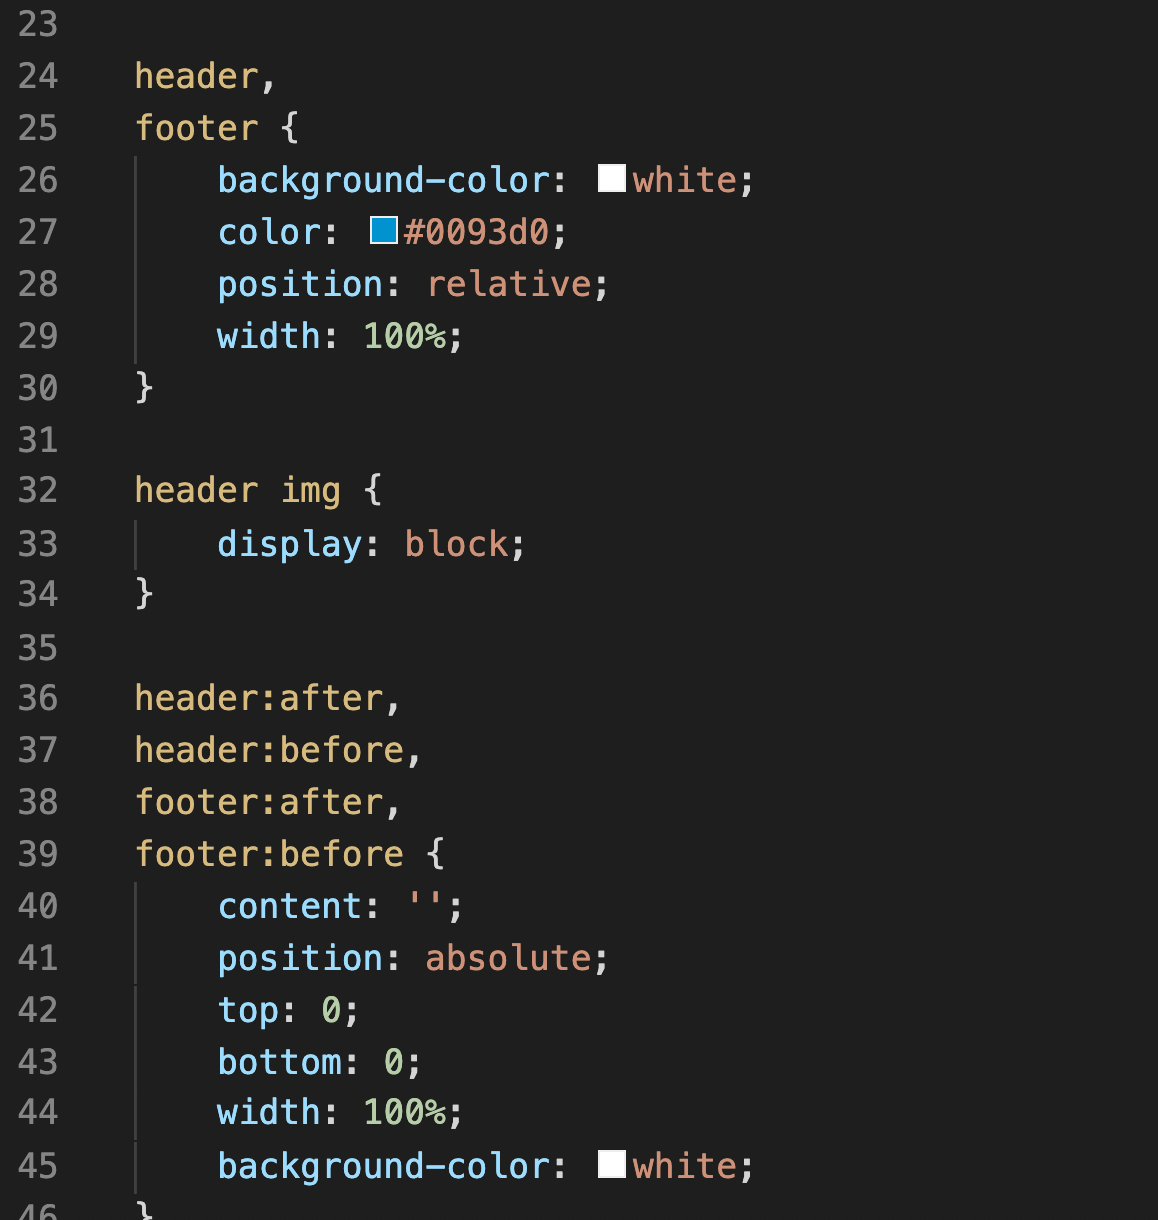 23
24 header,
25 footer {
26     background-color: white;
27     color: #0093d0;
28     position: relative;
29     width: 100%;
30 }
31
32 header img {
33     display: block;
34 }
35
36 header:after,
37 header:before,
38 footer:after,
39 footer:before {
40     content: '';
41     position: absolute;
42     top: 0;
43     bottom: 0;
44     width: 100%;
45     background-color: white;
46 }